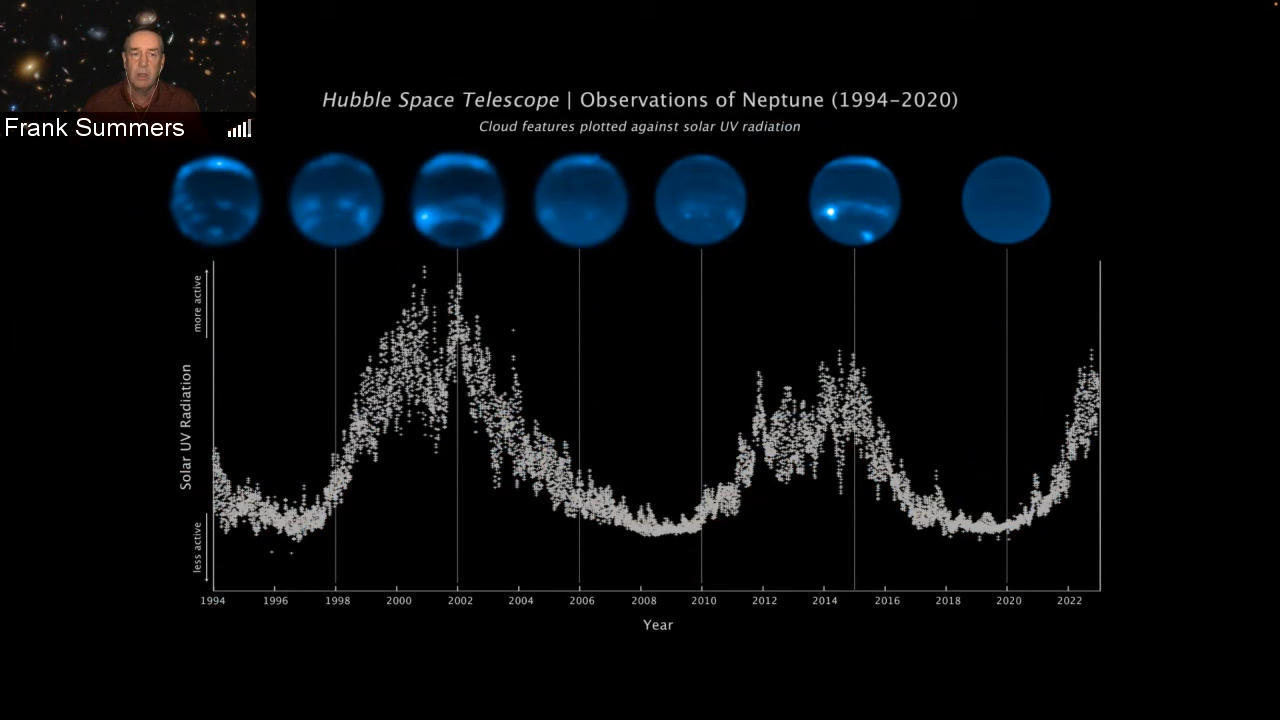 Frank Summers
Hubble Space Telescope | Observations of Neptune (1994–2020)
Cloud features plotted against solar UV radiation
more active
Solar UV Radiation
less active
1994 1996 1998 2000 2002 2004 2006 2008 2010 2012 2014 2016 2018 2020 2022
Year